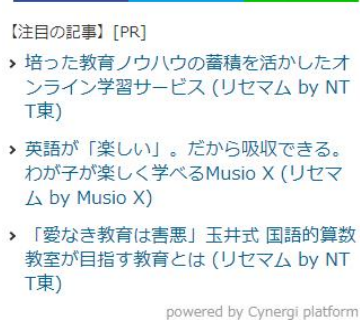 【注目の記事】[PR]
培った教育ノウハウの蓄積を活かしたオ
ンライン学習サービス (リセマム by NT
T東)
英語が「楽しい」。だから吸収できる。
わが子が楽しく学べるMusio X (リセマ
ム by Musio X)
「愛なき教育は害悪」玉井式 国語的算数
教室が目指す教育とは (リセマム by NT
T東)
powered by Cynergi platform